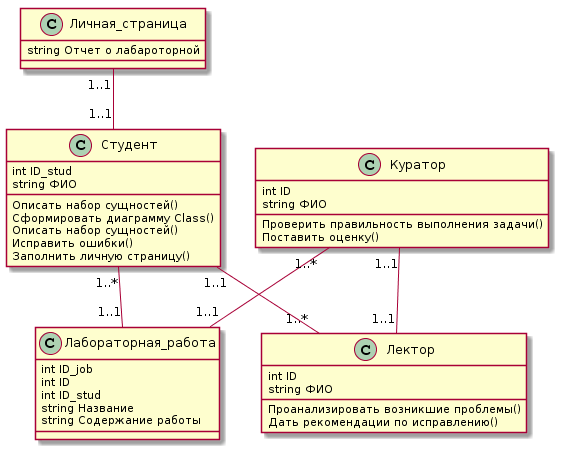 C Личная_страница
string Отчет о лабароторной
1..1
1..1
C Студент
int ID_stud
string ФИО
Описать набор сущностей()
Сформировать диаграмму Class()
Описать набор сущностей()
Исправить ошибки()
Заполнить личную страницу()
C Куратор
int ID
string ФИО
Проверить правильность выполнения задачи()
Поставить оценку()
1..*
1..1
1..*
1..1
1..1
1..1
1..*
1..1
C Лабораторная_работа
int ID_job
int ID
int ID_stud
string Название
string Содержание работы
C Лектор
int ID
string ФИО
Проанализировать возникшие проблемы()
Дать рекомендации по исправлению()